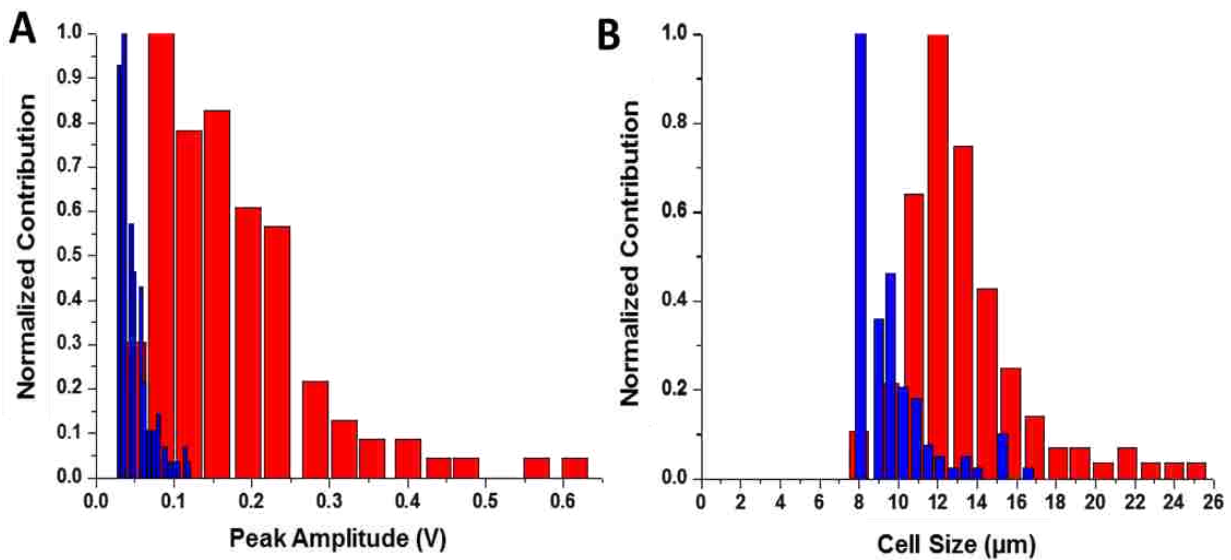 A
Normalized Contribution
1.0
0.9
0.8
0.7
0.6
0.5
0.4
0.3
0.2
0.1
0.0
0.0 0.1 0.2 0.3 0.4 0.5 0.6
Peak Amplitude (V)
B
Normalized Contribution
1.0
0.8
0.6
0.4
0.2
0.0
0 2 4 6 8 10 12 14 16 18 20 22 24 26
Cell Size (μm)